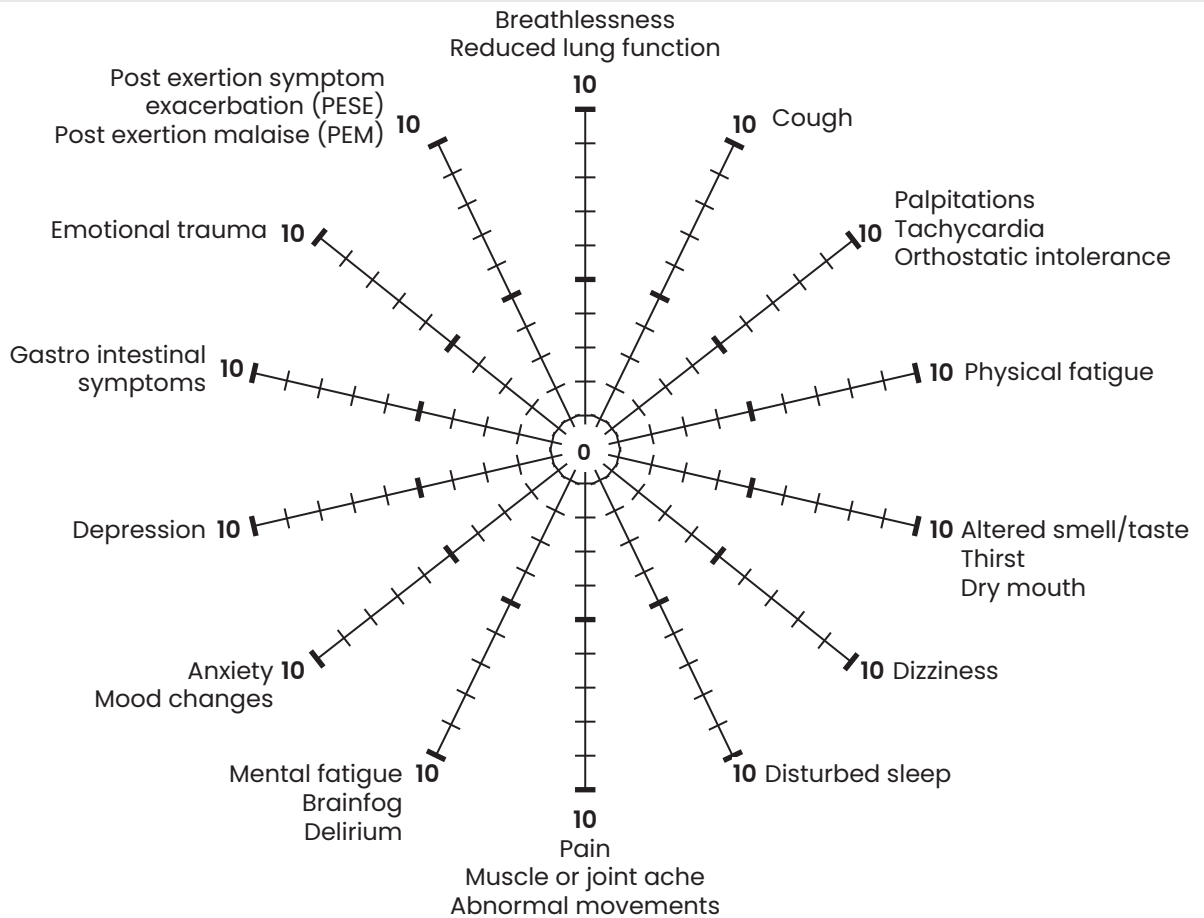 Breathlessness
Reduced lung function
10
Post exertion symptom
exacerbation (PESE)
Post exertion malaise (PEM)
10
10 Cough
Palpitations
10 Tachycardia
Orthostatic intolerance
Emotional trauma 10
Gastro intestinal
symptoms
10
10 Physical fatigue
0
Depression 10
10 Altered smell/taste
Thirst
Dry mouth
Anxiety 10
Mood changes
10 Dizziness
Mental fatigue 10
Brainfog
Delirium
10 Disturbed sleep
10
Pain
Muscle or joint ache
Abnormal movements